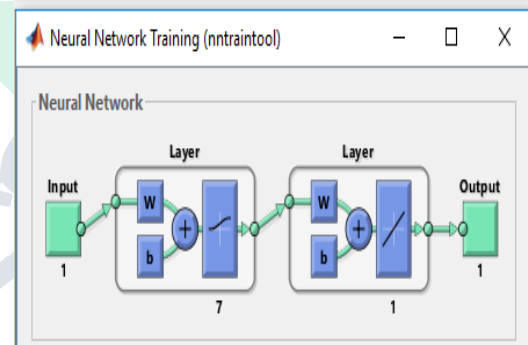 Neural Network Training (nntraintool)
Neural Network
Layer Layer
Input Output
W W
+ +
b b
1 1
7 1